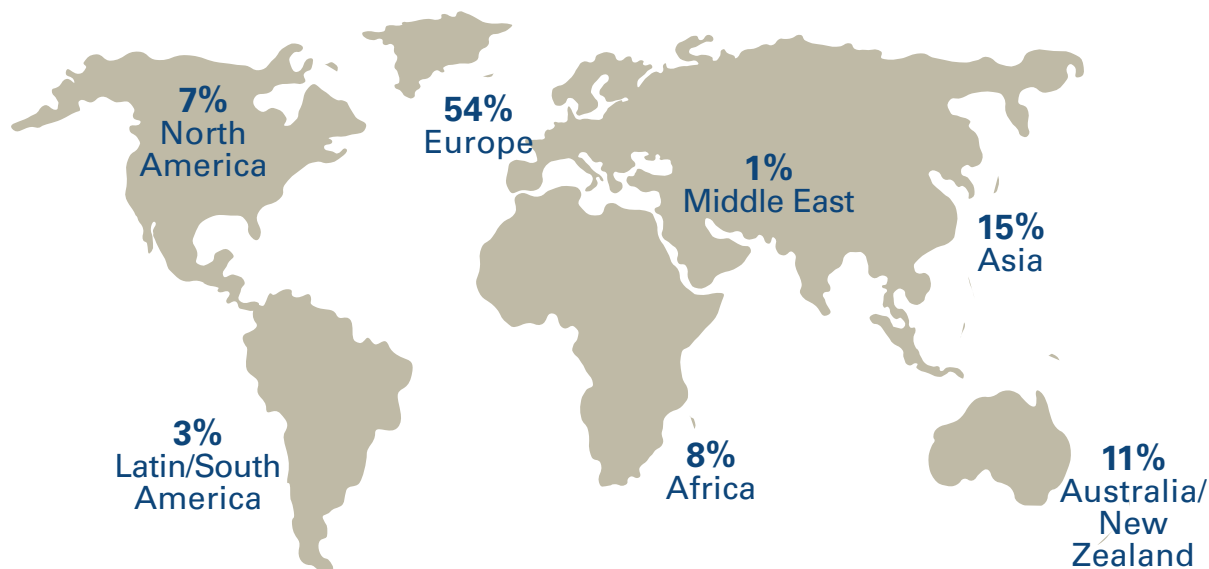 7%
North
America
54%
Europe
1%
Middle East
15%
Asia
3%
Latin/South
America
8%
Africa
11%
Australia/
New
Zealand